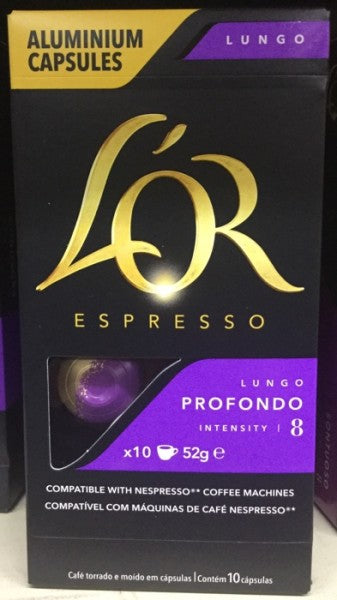 ALUMINIUM
CAPSULES
LUNGO
L'OR
ESPRESSO
LUNGO
PROFONDO
INTENSITY | 8
x10 52g ℮
COMPATIBLE WITH NESPRESSO** COFFEE MACHINES
COMPATÍVEL COM MÁQUINAS DE CAFÉ NESPRESSO**
Café torrado e moído em cápsulas | Contém 10 cápsulas
SONTUOSO